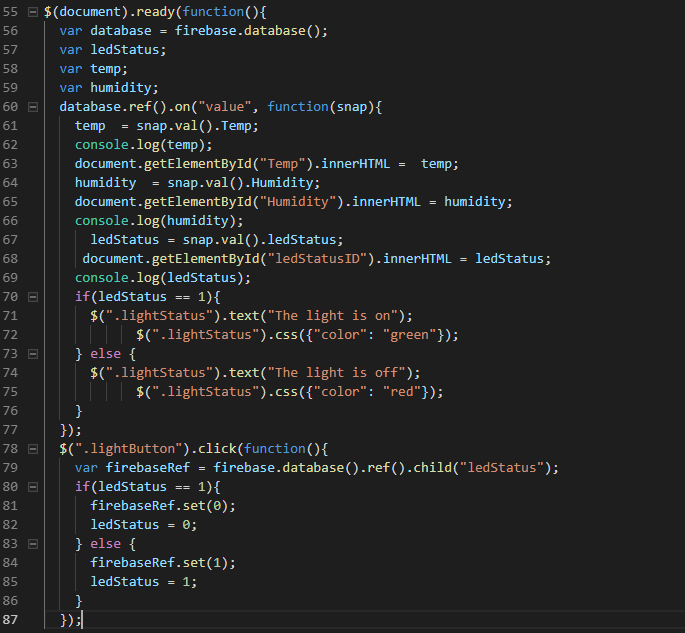 55 $(document).ready(function(){
56   var database = firebase.database();
57   var ledStatus;
58   var temp;
59   var humidity;
60   database.ref().on("value", function(snap){
61     temp  = snap.val().Temp;
62     console.log(temp);
63     document.getElementById("Temp").innerHTML =  temp;
64     humidity  = snap.val().Humidity;
65     document.getElementById("Humidity").innerHTML = humidity;
66     console.log(humidity);
67       ledStatus = snap.val().ledStatus;
68      document.getElementById("ledStatusID").innerHTML = ledStatus;
69     console.log(ledStatus);
70     if(ledStatus == 1){
71       $(".lightStatus").text("The light is on");
72             $(".lightStatus").css({"color": "green"});
73     } else {
74       $(".lightStatus").text("The light is off");
75             $(".lightStatus").css({"color": "red"});
76     }
77   });
78   $(".lightButton").click(function(){
79     var firebaseRef = firebase.database().ref().child("ledStatus");
80     if(ledStatus == 1){
81       firebaseRef.set(0);
82       ledStatus = 0;
83     } else {
84       firebaseRef.set(1);
85       ledStatus = 1;
86     }
87   });